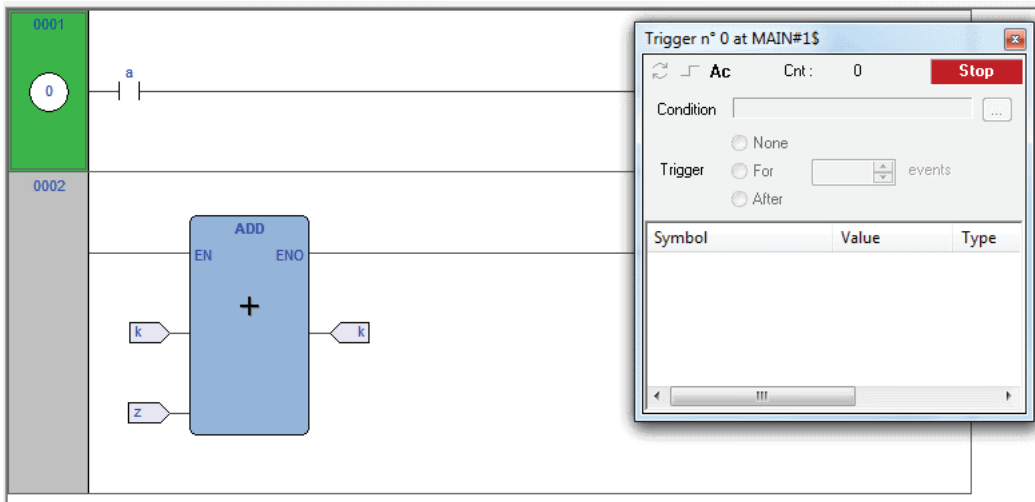 0001
0
a
0002
ADD
EN ENO
+
k k
z
Trigger n° 0 at MAIN#1$
Ac Cnt : 0 Stop
Condition ...
None
Trigger For events
After
Symbol Value Type